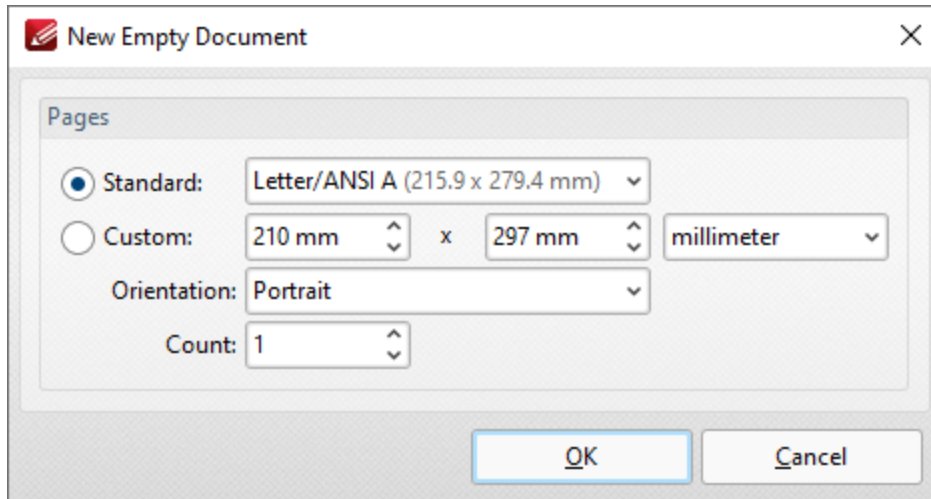 New Empty Document
Pages
Standard: Letter/ANSI A (215.9 x 279.4 mm)
Custom: 210 mm x 297 mm millimeter
Orientation: Portrait
Count: 1
OK Cancel